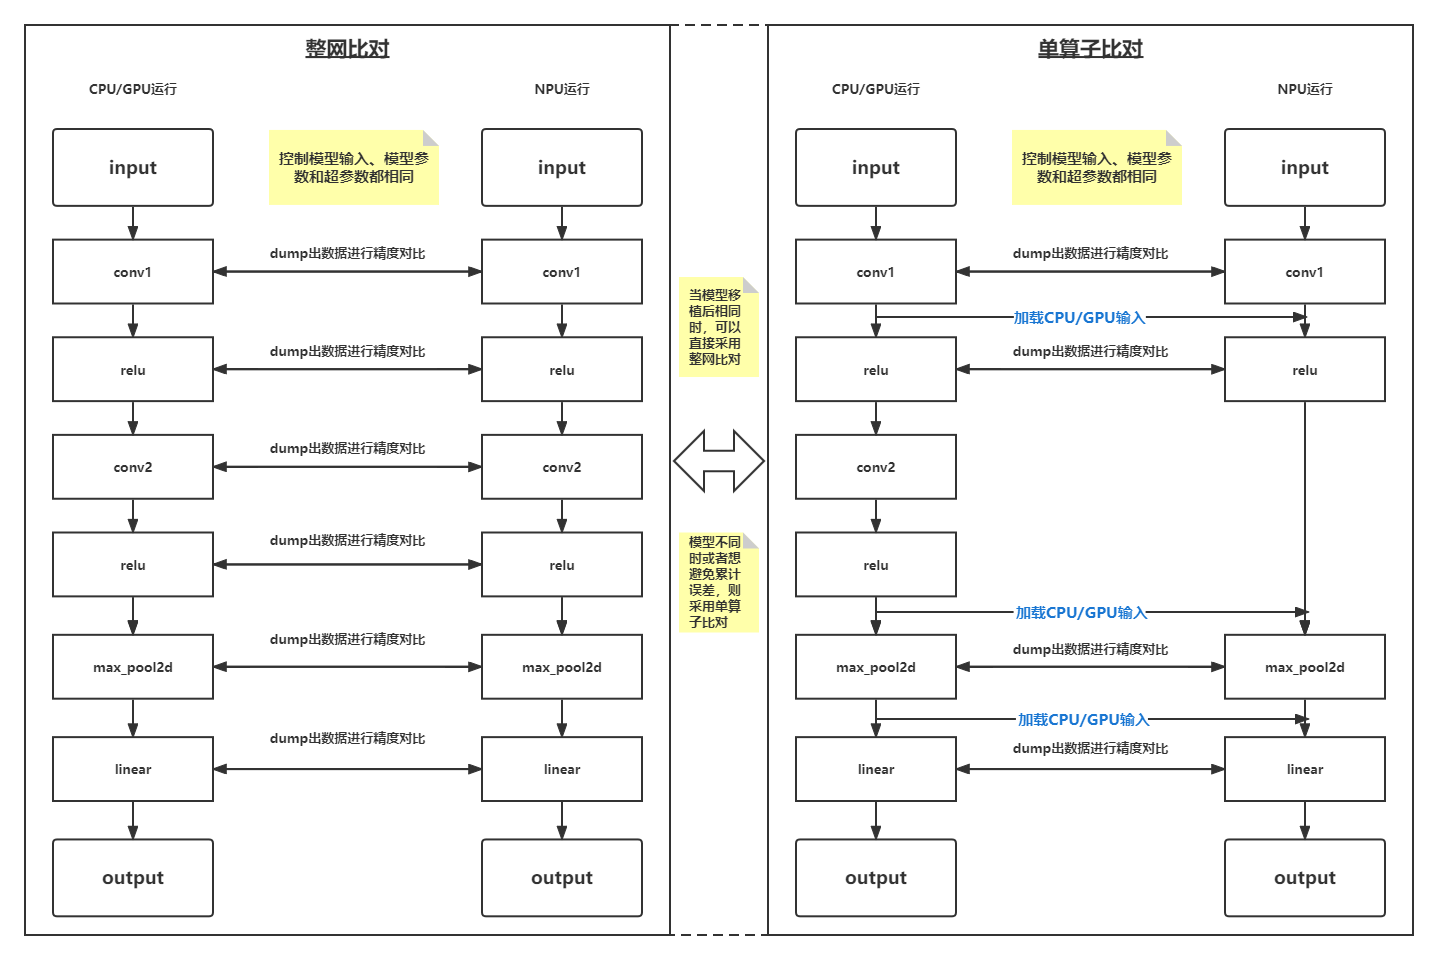 整网比对
CPU/GPU运行
NPU运行
input
控制模型输入、模型参
数和超参数都相同
input
conv1
dump出数据进行精度对比
conv1
relu
dump出数据进行精度对比
relu
conv2
dump出数据进行精度对比
conv2
relu
dump出数据进行精度对比
relu
max_pool2d
dump出数据进行精度对比
max_pool2d
linear
dump出数据进行精度对比
linear
output
output
当模型移
植后相同
时，可以
直接采用
整网比对
模型不同
时或者想
避免累计
误差，则
采用单算
子比对
单算子比对
CPU/GPU运行
NPU运行
input
控制模型输入、模型参
数和超参数都相同
input
conv1
dump出数据进行精度对比
conv1
加载CPU/GPU输入
relu
dump出数据进行精度对比
relu
conv2
relu
加载CPU/GPU输入
max_pool2d
dump出数据进行精度对比
max_pool2d
加载CPU/GPU输入
linear
dump出数据进行精度对比
linear
output
output